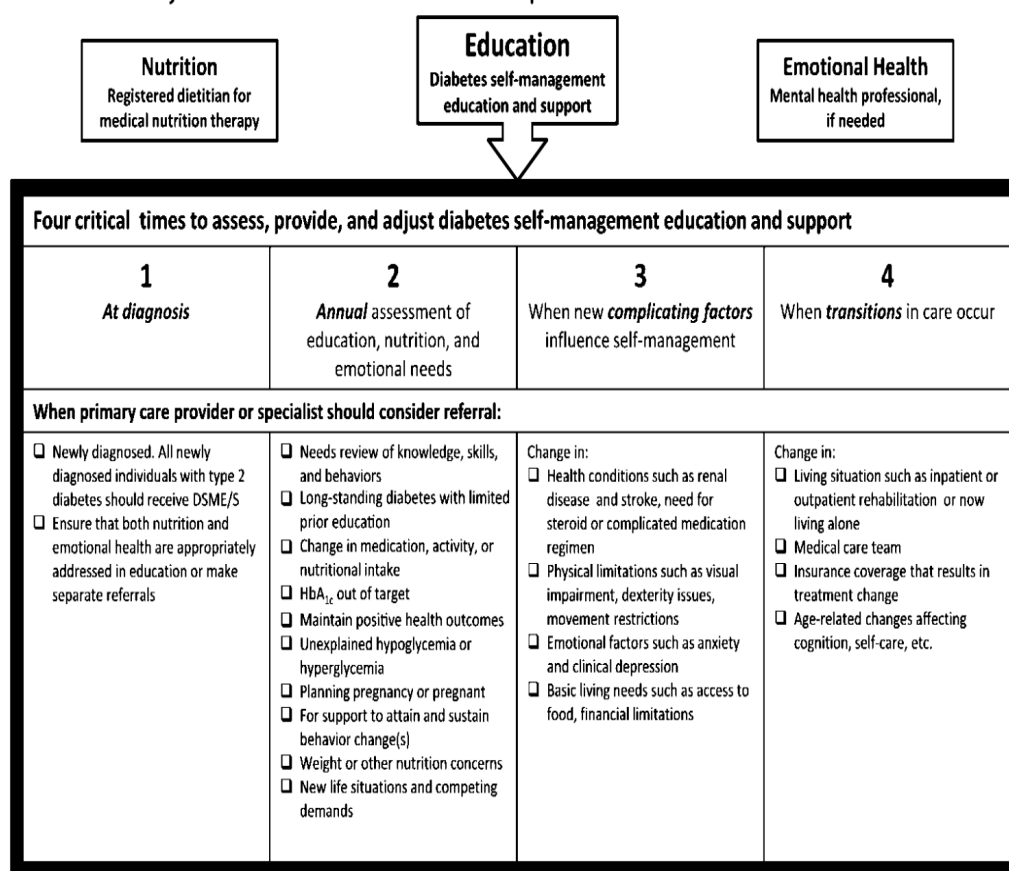 Nutrition
Registered dietitian for
medical nutrition therapy
Education
Diabetes self-management
education and support
Emotional Health
Mental health professional,
if needed
Four critical times to assess, provide, and adjust diabetes self-management education and support
1
At diagnosis
2
Annual assessment of
education, nutrition, and
emotional needs
3
When new complicating factors
influence self-management
4
When transitions in care occur
When primary care provider or specialist should consider referral:
❑ Newly diagnosed. All newly
diagnosed individuals with type 2
diabetes should receive DSME/S
❑ Ensure that both nutrition and
emotional health are appropriately
addressed in education or make
separate referrals
❑ Needs review of knowledge, skills,
and behaviors
❑ Long-standing diabetes with limited
prior education
❑ Change in medication, activity, or
nutritional intake
❑ HbA1c out of target
❑ Maintain positive health outcomes
❑ Unexplained hypoglycemia or
hyperglycemia
❑ Planning pregnancy or pregnant
❑ For support to attain and sustain
behavior change(s)
❑ Weight or other nutrition concerns
❑ New life situations and competing
demands
Change in:
❑ Health conditions such as renal
disease and stroke, need for
steroid or complicated medication
regimen
❑ Physical limitations such as visual
impairment, dexterity issues,
movement restrictions
❑ Emotional factors such as anxiety
and clinical depression
❑ Basic living needs such as access to
food, financial limitations
Change in:
❑ Living situation such as inpatient or
outpatient rehabilitation or now
living alone
❑ Medical care team
❑ Insurance coverage that results in
treatment change
❑ Age-related changes affecting
cognition, self-care, etc.